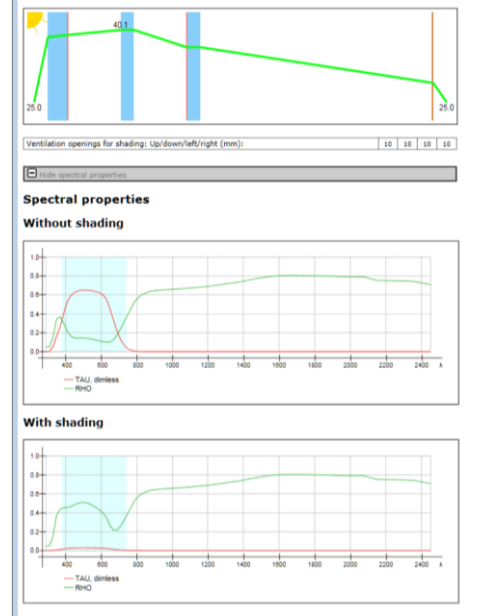 40.1
25.0 25.0
Ventilation openings for shading: Up/down/left/right (mm): 10 10 10 10
Hide spectral properties
Spectral properties
Without shading
1.0
0.8
0.6
0.4
0.2
0.0
400 600 800 1000 1200 1400 1600 1800 2000 2200 2400 λ
TAU, dimless
RHO
With shading
1.0
0.8
0.6
0.4
0.2
0.0
400 600 800 1000 1200 1400 1600 1800 2000 2200 2400 λ
TAU, dimless
RHO